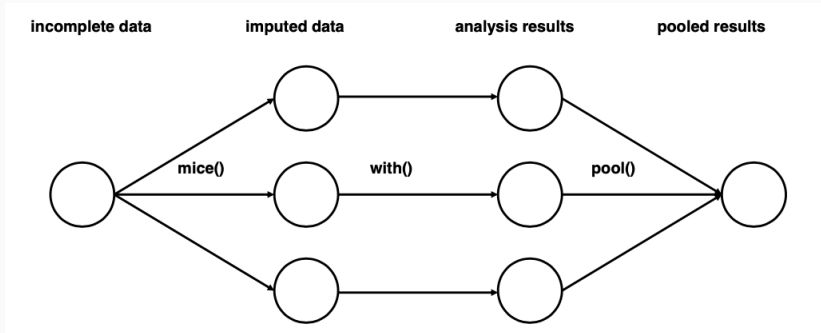 incomplete data imputed data analysis results pooled results
mice() with() pool()